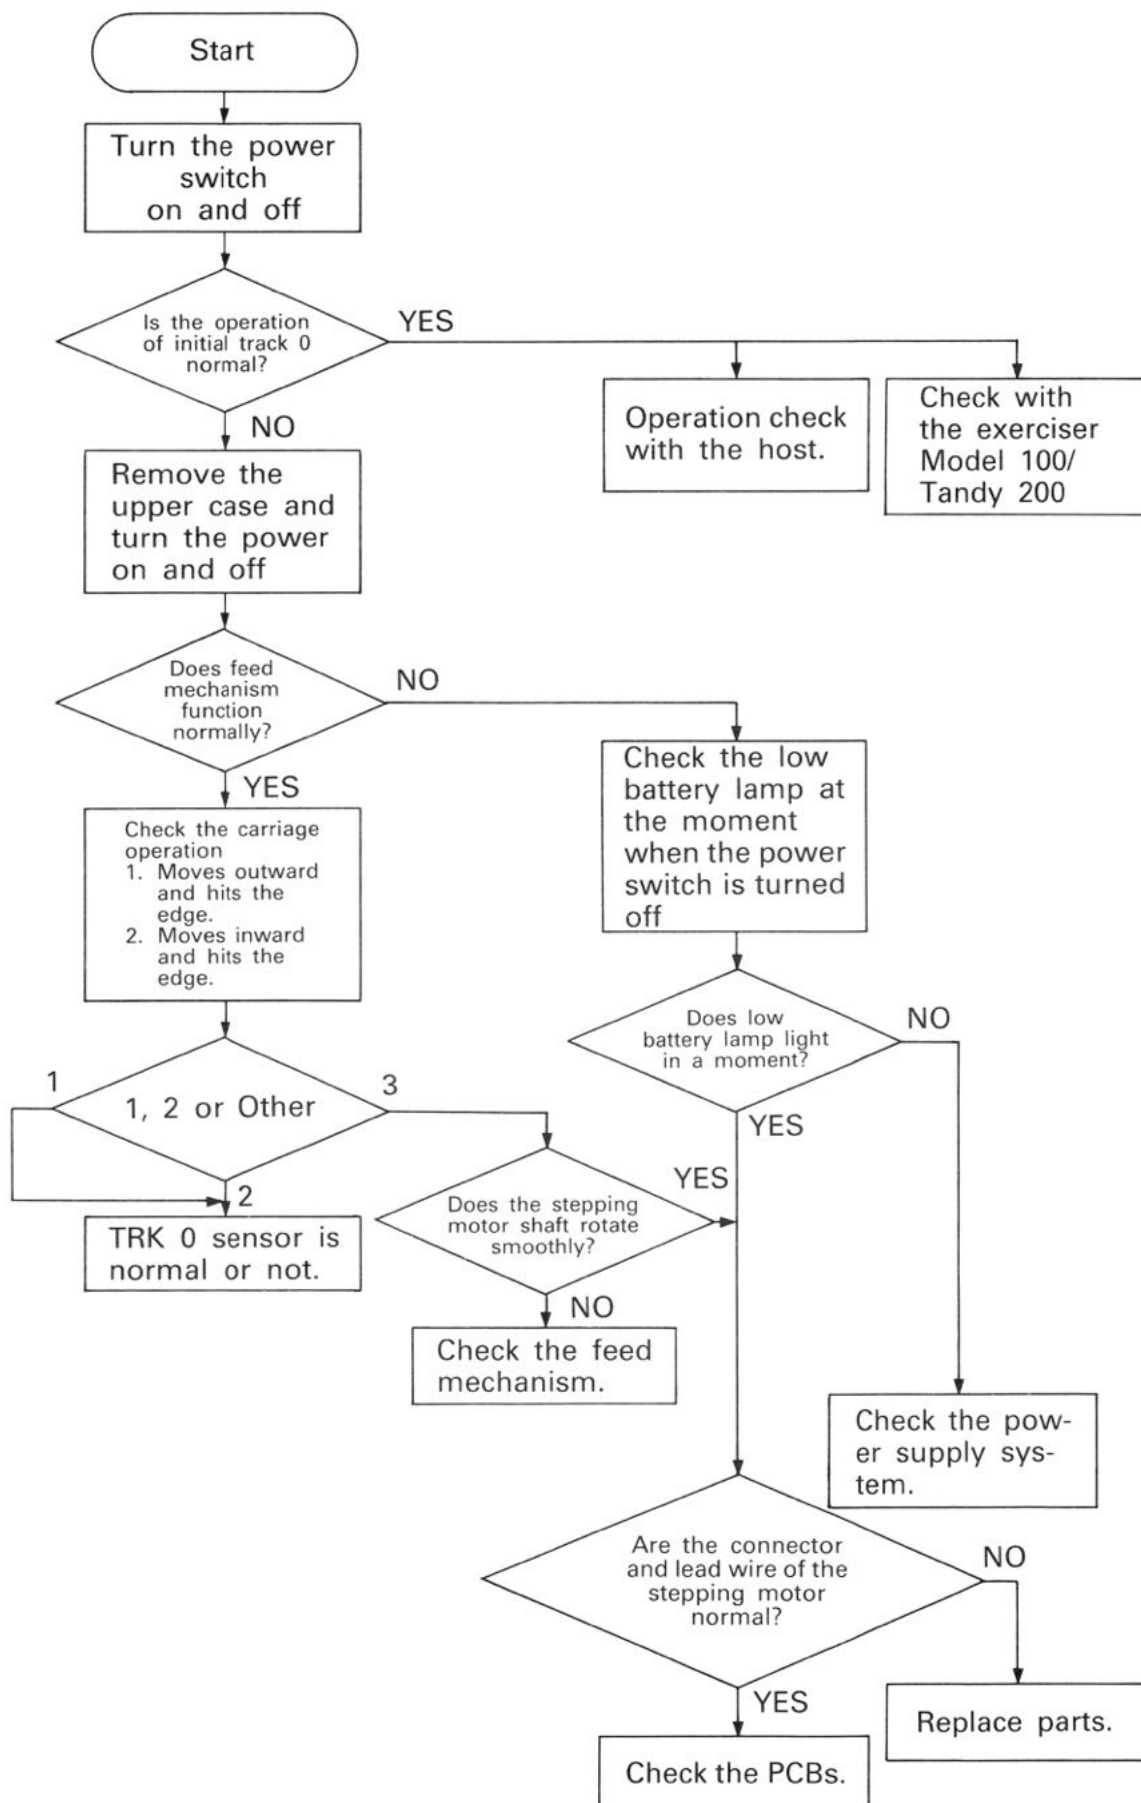 Start
Turn the power
switch
on and off
Is the operation
of initial track 0
normal?
YES
NO
Operation check
with the host.
Check with
the exerciser
Model 100/
Tandy 200
Remove the
upper case and
turn the power
on and off
Does feed
mechanism
function
normally?
NO
YES
Check the low
battery lamp at
the moment
when the power
switch is turned
off
Check the carriage
operation
1. Moves outward
and hits the
edge.
2. Moves inward
and hits the
edge.
Does low
battery lamp light
in a moment?
NO
YES
1
1, 2 or Other
3
2
TRK 0 sensor is
normal or not.
Does the stepping
motor shaft rotate
smoothly?
YES
NO
Check the feed
mechanism.
Check the pow-
er supply sys-
tem.
Are the connector
and lead wire of the
stepping motor
normal?
NO
YES
Replace parts.
Check the PCBs.